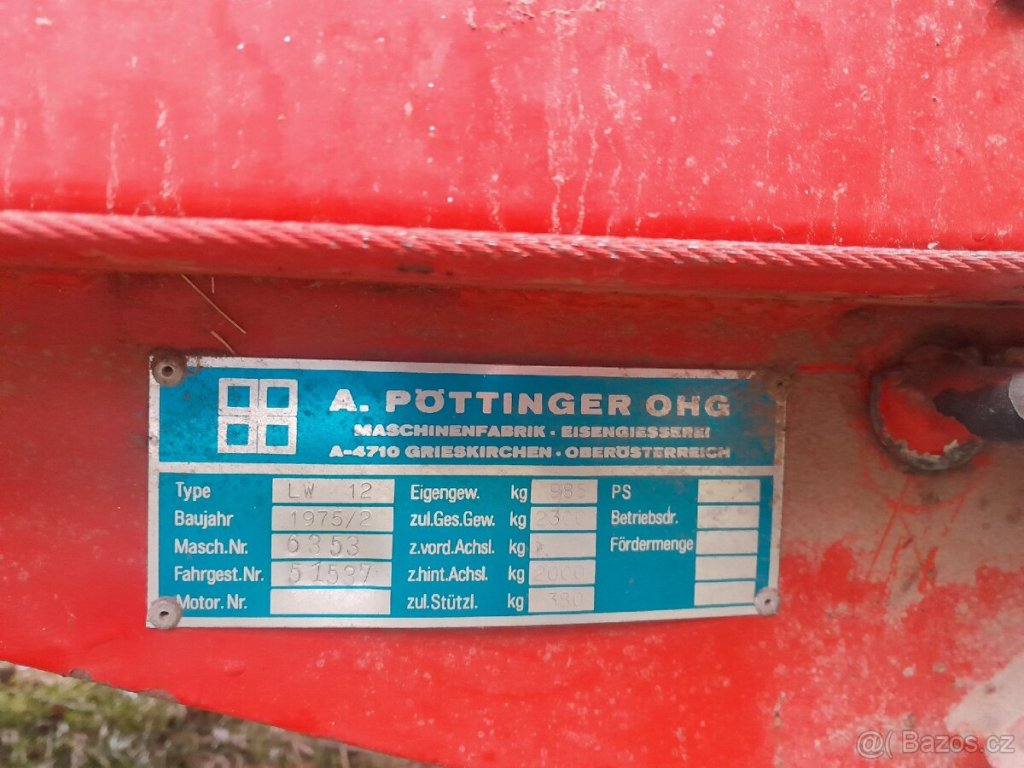 A. PÖTTINGER OHG
MASCHINENFABRIK · EISENGIESSEREI
A-4710 GRIESKIRCHEN · OBERÖSTERREICH
Type LW 12 Eigengew. kg PS
Baujahr 1975/2 zul.Ges.Gew. kg Betriebsdr.
Masch.Nr. 6353 z.vord.Achsl. kg Fördermenge
Fahrgest.Nr. 51537 z.hint.Achsl. kg 2000
Motor.Nr. zul.Stützl. kg 380
@( Bazos.cz